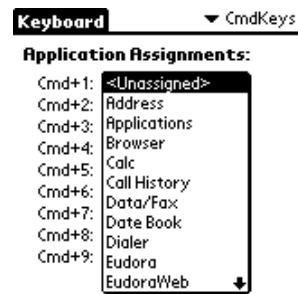 Keyboard ▼ CmdKeys
Application Assignments:
Cmd+1: <Unassigned>
Cmd+2: Address
Cmd+3: Applications
Cmd+4: Browser
Cmd+5: Calc
Cmd+6: Call History
Cmd+7: Data/Fax
Cmd+8: Date Book
Cmd+9: Dialer
Eudora
EudoraWeb